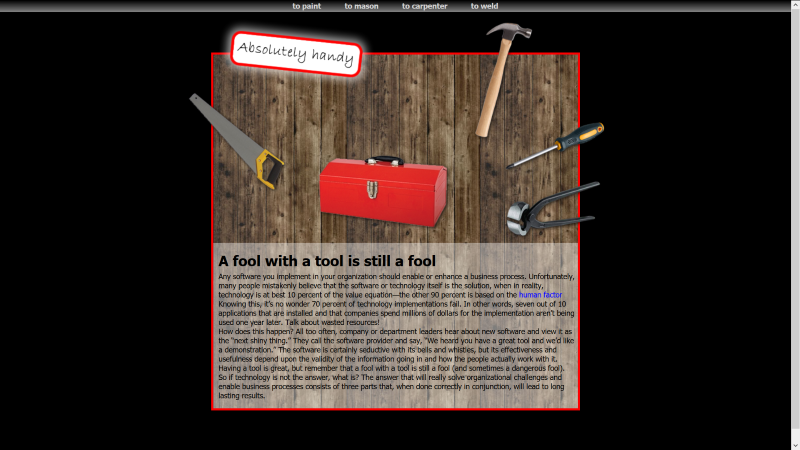 to paint to mason to carpenter to weld
Absolutely handy
A fool with a tool is still a fool
Any software you implement in your organization should enable or enhance a business process. Unfortunately,
many people mistakenly believe that the software or technology itself is the solution, when in reality,
technology is at best 10 percent of the value equation—the other 90 percent is based on the human factor
Knowing this, it's no wonder 70 percent of technology implementations fail. In other words, seven out of 10
applications that are installed and that companies spend millions of dollars for the implementation aren't being
used one year later. Talk about wasted resources!
How does this happen? All too often, company or department leaders hear about new software and view it as
the "next shiny thing." They call the software provider and say, "We heard you have a great tool and we'd like
a demonstration." The software is certainly seductive with its bells and whistles, but its effectiveness and
usefulness depend upon the validity of the information going in and how the people actually work with it.
Having a tool is great, but remember that a fool with a tool is still a fool (and sometimes a dangerous fool).
So if technology is not the answer, what is? The answer that will really solve organizational challenges and
enable business processes consists of three parts that, when done correctly in conjunction, will lead to long
lasting results.